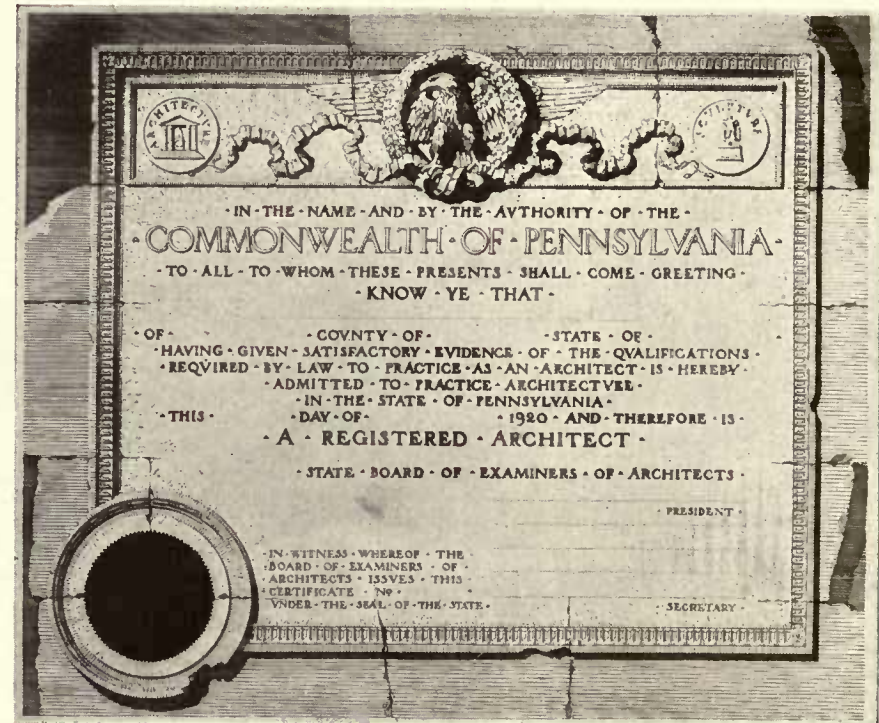 ARCHITECTURE
SCULPTURE
· IN · THE · NAME · AND · BY · THE · AVTHORITY · OF · THE ·
· COMMONWEALTH · OF · PENNSYLVANIA ·
· TO · ALL · TO · WHOM · THESE · PRESENTS · SHALL · COME · GREETING ·
· KNOW · YE · THAT ·
· OF · · COVNTY · OF · · STATE · OF
· HAVING · GIVEN · SATISFACTORY · EVIDENCE · OF · THE · QVALIFICATIONS ·
· REQVIRED · BY · LAW · TO · PRACTICE · AS · AN · ARCHITECT · IS · HEREBY ·
· ADMITTED · TO · PRACTICE · ARCHITECTVRE ·
· IN · THE · STATE · OF · PENNSYLVANIA ·
· THIS · · DAY · OF · · 1920 · AND · THEREFORE · IS ·
· A · REGISTERED · ARCHITECT ·
· STATE · BOARD · OF · EXAMINERS · OF · ARCHITECTS ·
· PRESIDENT ·
· IN · WITNESS · WHEREOF · THE ·
· BOARD · OF · EXAMINERS · OF ·
· ARCHITECTS · ISSVES · THIS ·
· CERTIFICATE · No ·
· VNDER · THE · SEAL · OF · THE · STATE ·
· SECRETARY ·